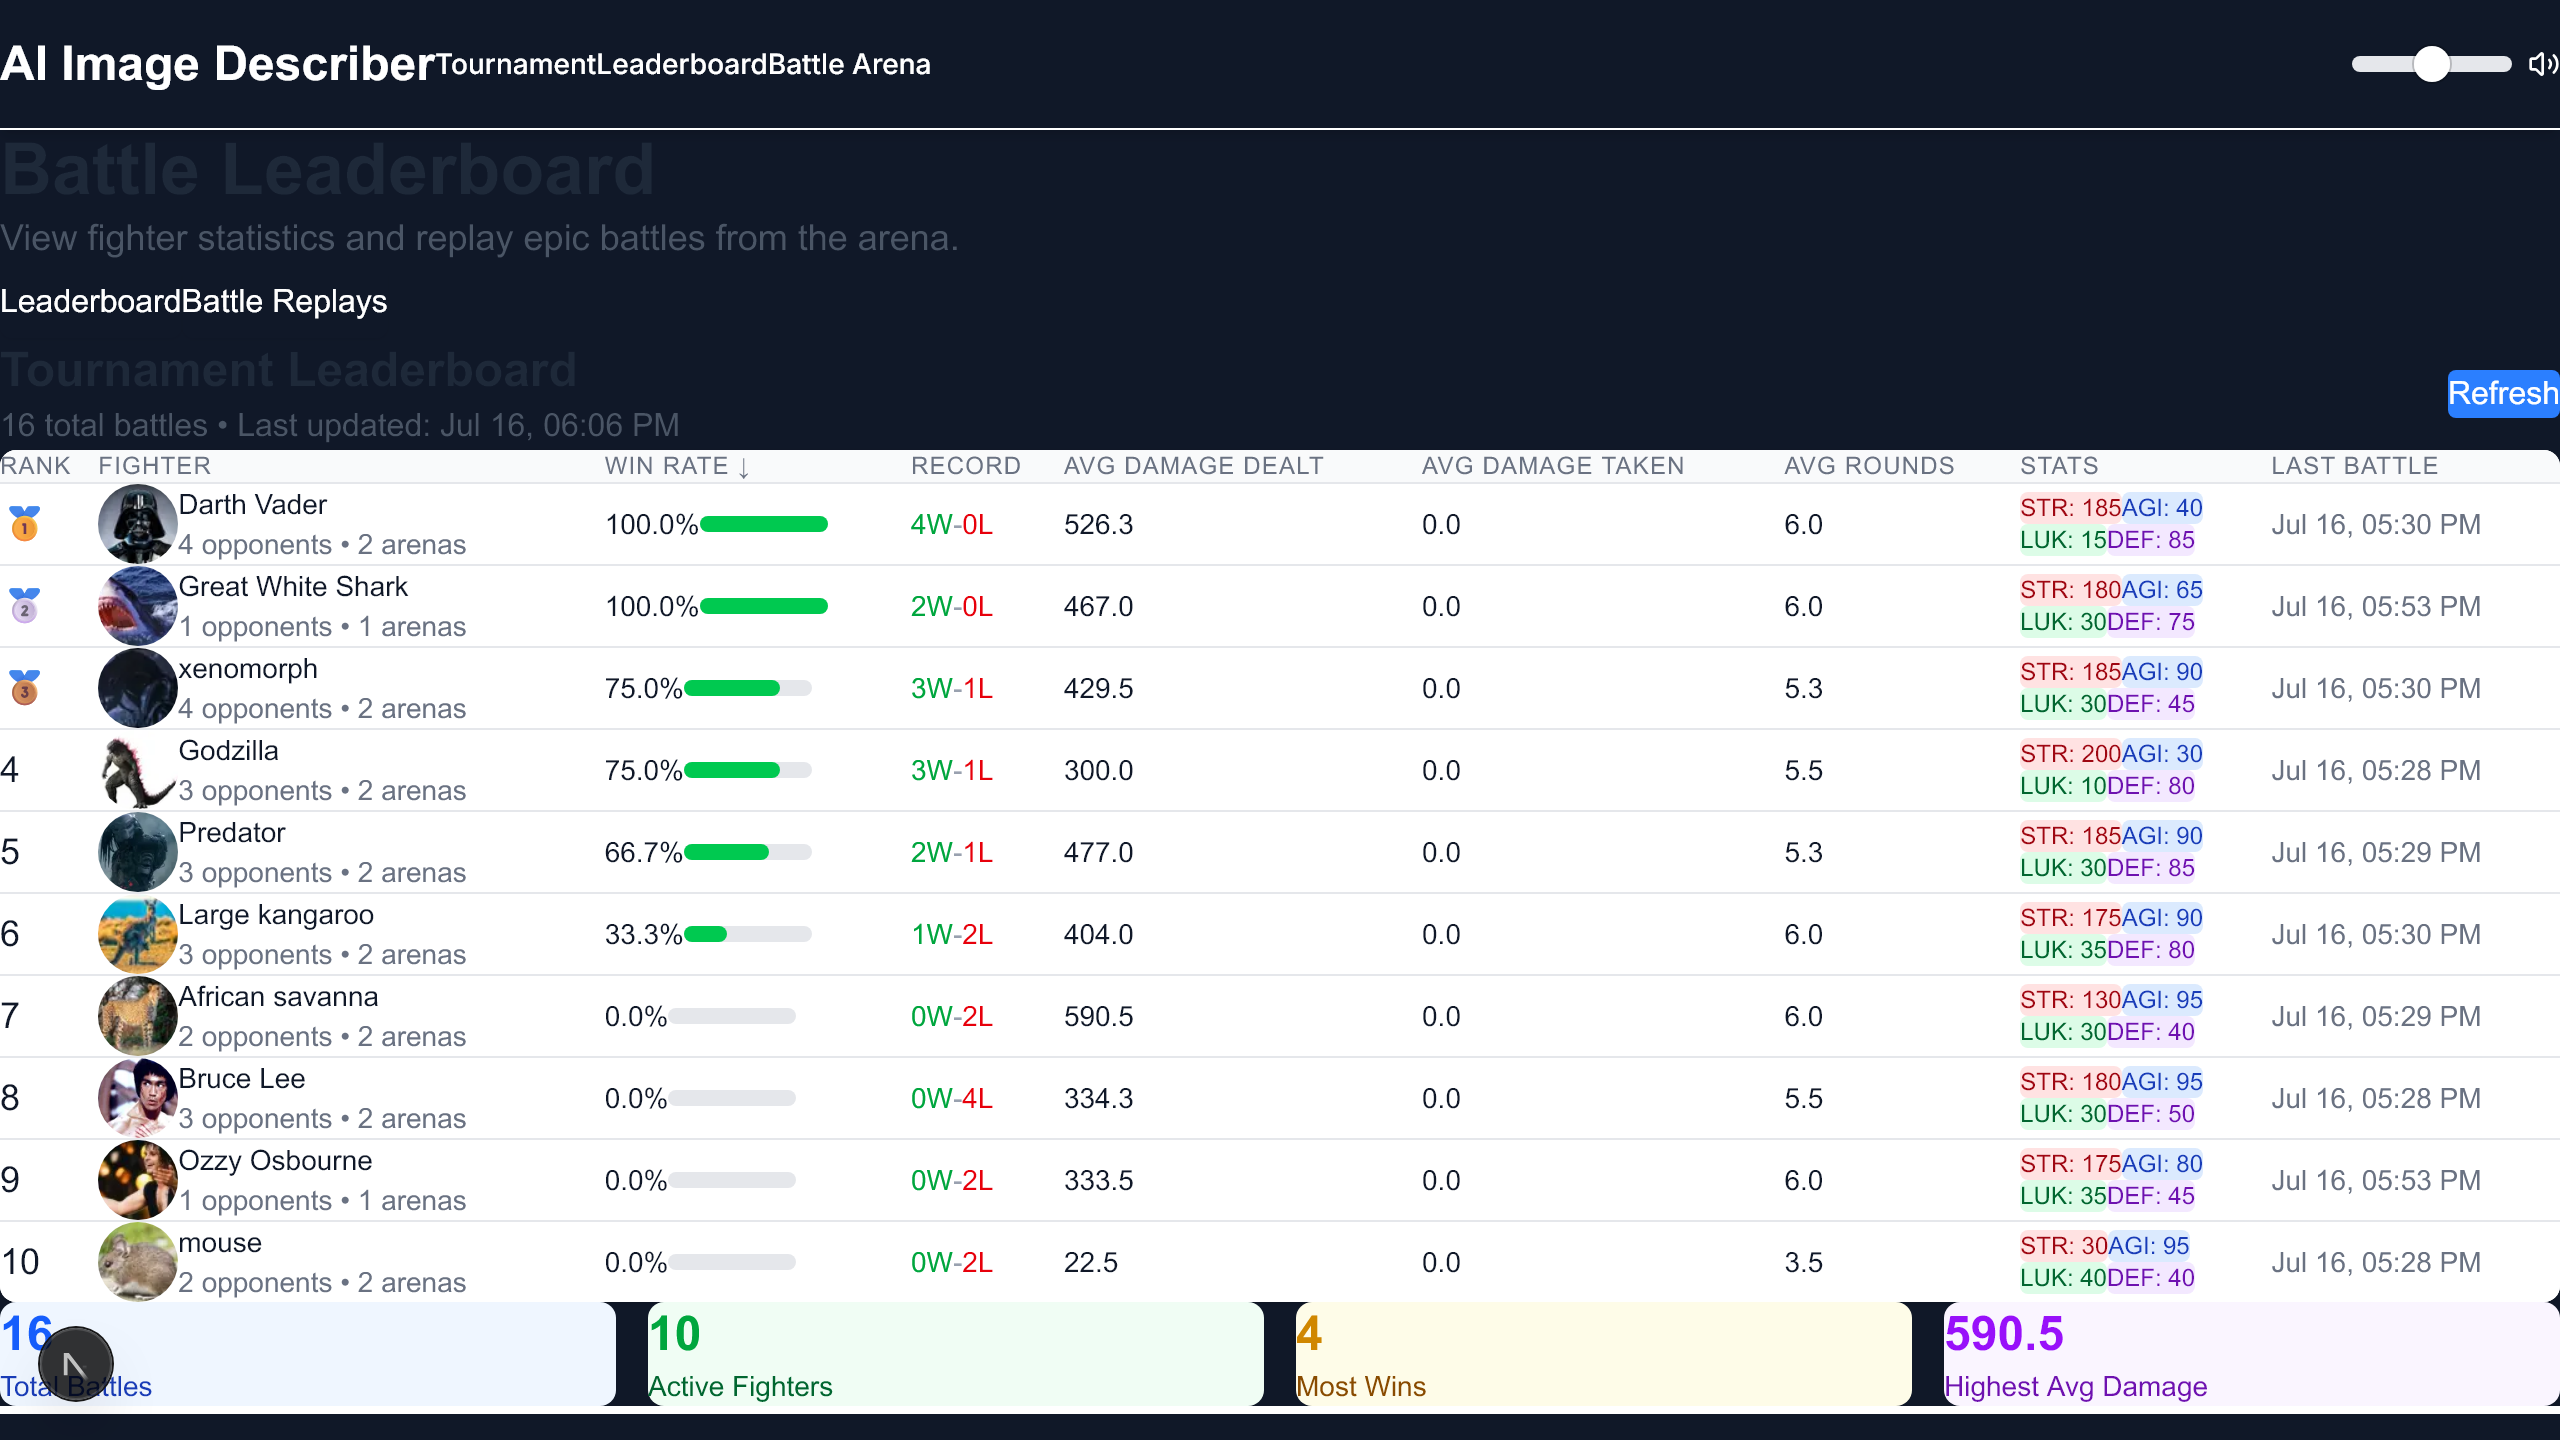 AI Image Describer Tournament Leaderboard Battle Arena
Battle Leaderboard
View fighter statistics and replay epic battles from the arena.
Leaderboard Battle Replays
Tournament Leaderboard
Refresh
16 total battles • Last updated: Jul 16, 06:06 PM
RANK FIGHTER WIN RATE ↓ RECORD AVG DAMAGE DEALT AVG DAMAGE TAKEN AVG ROUNDS STATS LAST BATTLE
1 Darth Vader 100.0% 4W-0L 526.3 0.0 6.0 STR: 185 AGI: 40 Jul 16, 05:30 PM
4 opponents • 2 arenas LUK: 15 DEF: 85
2 Great White Shark 100.0% 2W-0L 467.0 0.0 6.0 STR: 180 AGI: 65 Jul 16, 05:53 PM
1 opponents • 1 arenas LUK: 30 DEF: 75
3 xenomorph 75.0% 3W-1L 429.5 0.0 5.3 STR: 185 AGI: 90 Jul 16, 05:30 PM
4 opponents • 2 arenas LUK: 30 DEF: 45
4 Godzilla 75.0% 3W-1L 300.0 0.0 5.5 STR: 200 AGI: 30 Jul 16, 05:28 PM
3 opponents • 2 arenas LUK: 10 DEF: 80
5 Predator 66.7% 2W-1L 477.0 0.0 5.3 STR: 185 AGI: 90 Jul 16, 05:29 PM
3 opponents • 2 arenas LUK: 30 DEF: 85
6 Large kangaroo 33.3% 1W-2L 404.0 0.0 6.0 STR: 175 AGI: 90 Jul 16, 05:30 PM
3 opponents • 2 arenas LUK: 35 DEF: 80
7 African savanna 0.0% 0W-2L 590.5 0.0 6.0 STR: 130 AGI: 95 Jul 16, 05:29 PM
2 opponents • 2 arenas LUK: 30 DEF: 40
8 Bruce Lee 0.0% 0W-4L 334.3 0.0 5.5 STR: 180 AGI: 95 Jul 16, 05:28 PM
3 opponents • 2 arenas LUK: 30 DEF: 50
9 Ozzy Osbourne 0.0% 0W-2L 333.5 0.0 6.0 STR: 175 AGI: 80 Jul 16, 05:53 PM
1 opponents • 1 arenas LUK: 35 DEF: 45
10 mouse 0.0% 0W-2L 22.5 0.0 3.5 STR: 30 AGI: 95 Jul 16, 05:28 PM
2 opponents • 2 arenas LUK: 40 DEF: 40
16 10 4 590.5
Total Battles Active Fighters Most Wins Highest Avg Damage
N